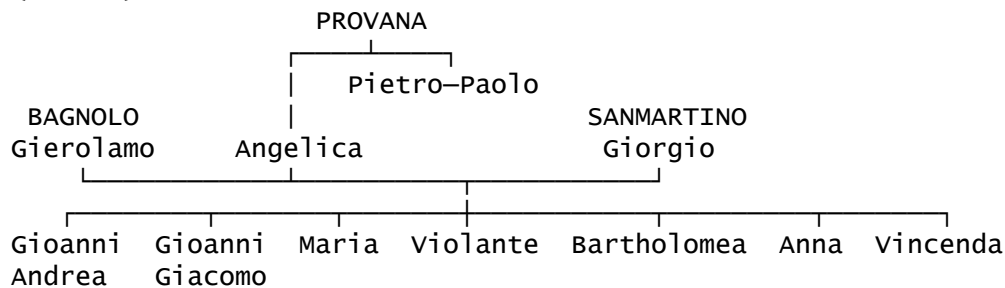 PROVANA
Pietro-Paolo
BAGNOLO SANMARTINO
Gierolamo Angelica Giorgio
Gioanni Gioanni Maria Violante Bartholomea Anna Vincenda
Andrea Giacomo